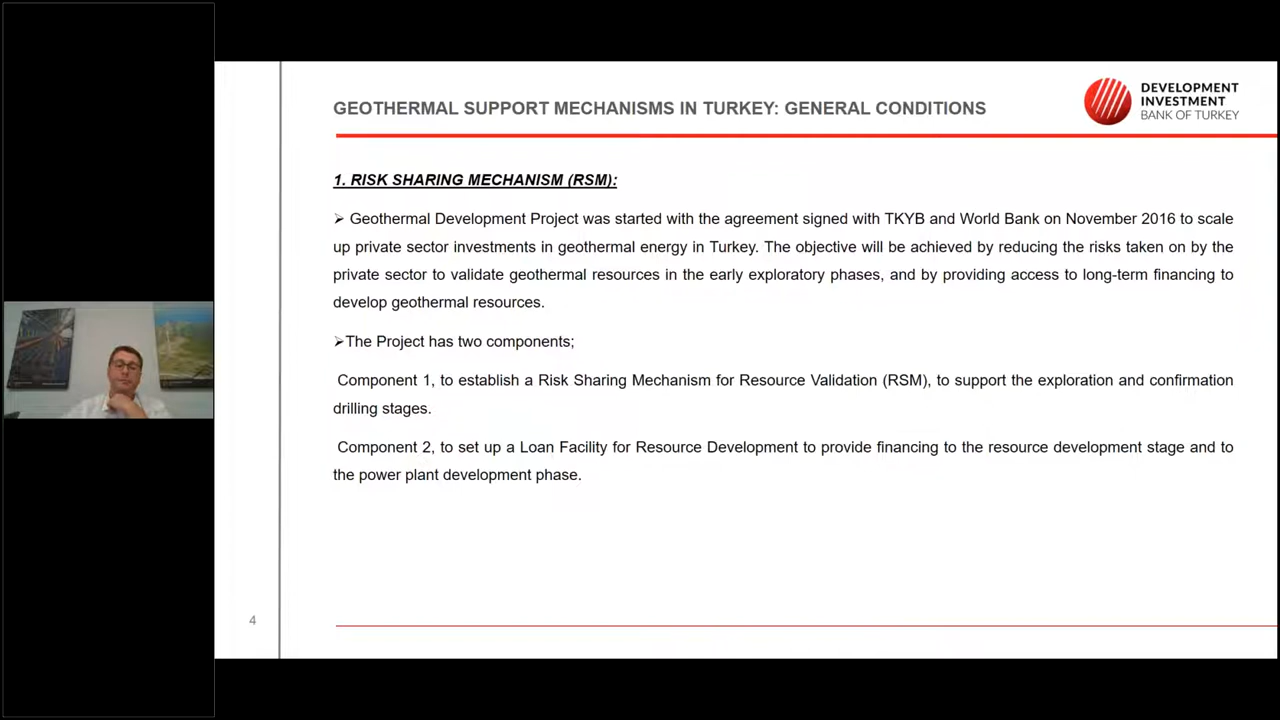 GEOTHERMAL SUPPORT MECHANISMS IN TURKEY: GENERAL CONDITIONS
DEVELOPMENT
INVESTMENT
BANK OF TURKEY
1. RISK SHARING MECHANISM (RSM):
➢ Geothermal Development Project was started with the agreement signed with TKYB and World Bank on November 2016 to scale
up private sector investments in geothermal energy in Turkey. The objective will be achieved by reducing the risks taken on by the
private sector to validate geothermal resources in the early exploratory phases, and by providing access to long-term financing to
develop geothermal resources.
➢The Project has two components;
Component 1, to establish a Risk Sharing Mechanism for Resource Validation (RSM), to support the exploration and confirmation
drilling stages.
Component 2, to set up a Loan Facility for Resource Development to provide financing to the resource development stage and to
the power plant development phase.
4